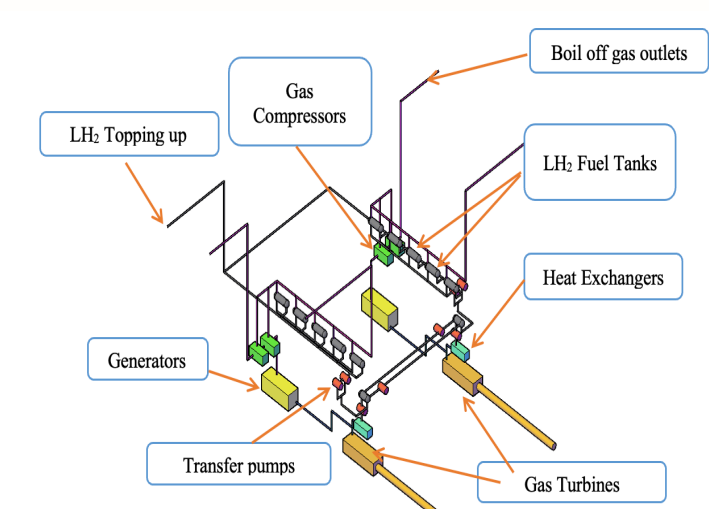 Boil off gas outlets
Gas
Compressors
LH₂ Topping up
LH₂ Fuel Tanks
Heat Exchangers
Generators
Transfer pumps
Gas Turbines